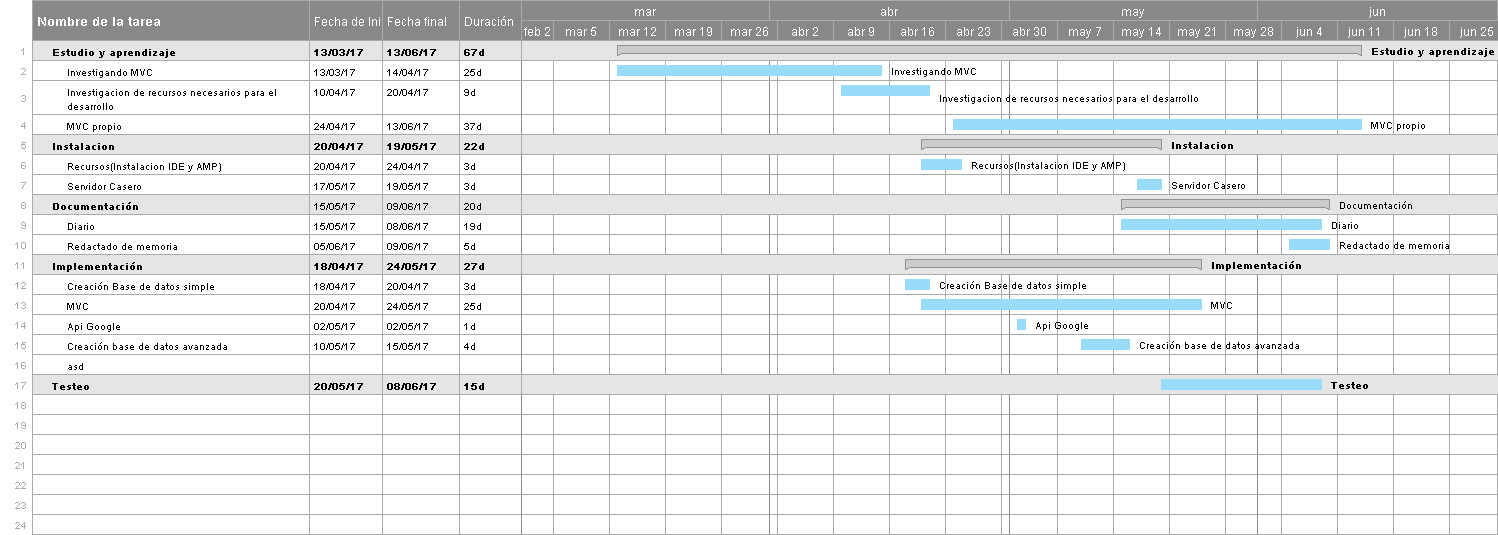 Nombre de la tarea Fecha de Ini Fecha final Duración mar abr may jun
feb 2 mar 5 mar 12 mar 19 mar 26 abr 2 abr 9 abr 16 abr 23 abr 30 may 7 may 14 may 21 may 28 jun 4 jun 11 jun 18 jun 25
1 Estudio y aprendizaje 13/03/17 13/06/17 67d Estudio y aprendizaje
2 Investigando MVC 13/03/17 14/04/17 25d Investigando MVC
3 Investigacion de recursos necesarios para el 10/04/17 20/04/17 9d Investigacion de recursos necesarios para el desarrollo
desarrollo
4 MVC propio 24/04/17 13/06/17 37d MVC propio
5 Instalacion 20/04/17 19/05/17 22d Instalacion
6 Recursos(Instalacion IDE y AMP) 20/04/17 24/04/17 3d Recursos(Instalacion IDE y AMP)
7 Servidor Casero 17/05/17 19/05/17 3d Servidor Casero
8 Documentación 15/05/17 09/06/17 20d Documentación
9 Diario 15/05/17 08/06/17 19d Diario
10 Redactado de memoria 05/06/17 09/06/17 5d Redactado de memoria
11 Implementación 18/04/17 24/05/17 27d Implementación
12 Creación Base de datos simple 18/04/17 20/04/17 3d Creación Base de datos simple
13 MVC 20/04/17 24/05/17 25d MVC
14 Api Google 02/05/17 02/05/17 1d Api Google
15 Creación base de datos avanzada 10/05/17 15/05/17 4d Creación base de datos avanzada
16 asd
17 Testeo 20/05/17 08/06/17 15d Testeo
18
19
20
21
22
23
24